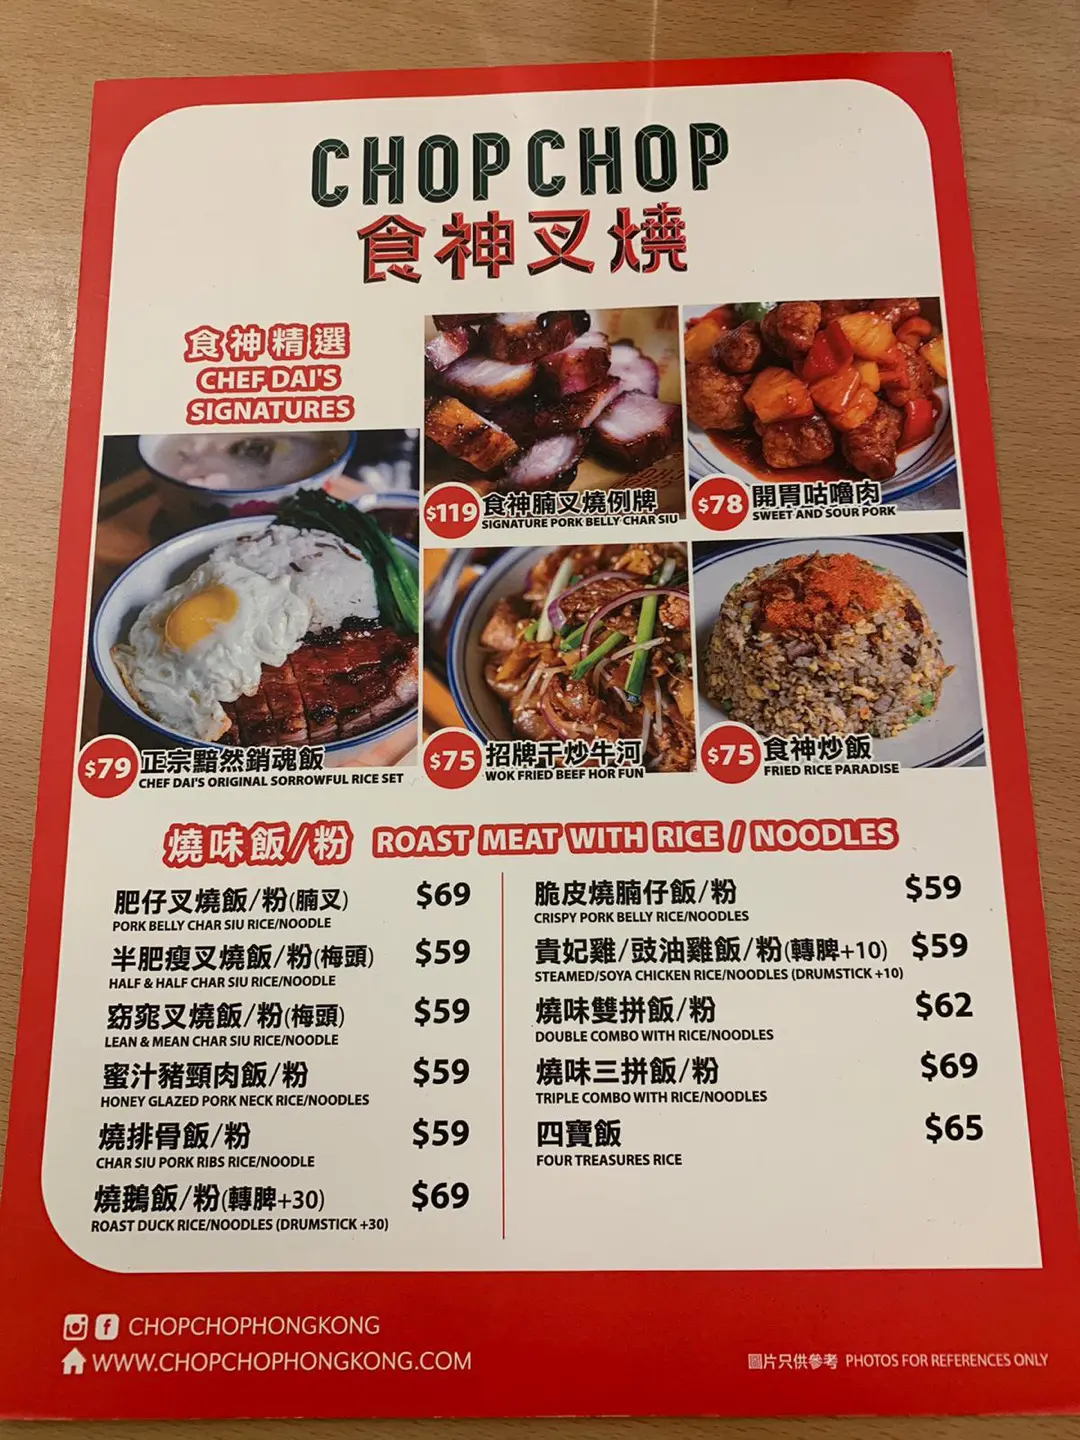 CHOPCHOP
食神叉燒
食神精選
CHEF DAI'S
SIGNATURES
$119 食神腩叉燒例牌
SIGNATURE PORK BELLY CHAR SIU
$78 開胃咕嚕肉
SWEET AND SOUR PORK
$79 正宗黯然銷魂飯
CHEF DAI'S ORIGINAL SORROWFUL RICE SET
$75 招牌干炒牛河
WOK FRIED BEEF HOR FUN
$75 食神炒飯
FRIED RICE PARADISE
燒味飯/粉 ROAST MEAT WITH RICE / NOODLES
肥仔叉燒飯/粉(腩叉) $69
PORK BELLY CHAR SIU RICE/NOODLE
半肥瘦叉燒飯/粉(梅頭) $59
HALF & HALF CHAR SIU RICE/NOODLE
窈窕叉燒飯/粉(梅頭) $59
LEAN & MEAN CHAR SIU RICE/NOODLE
蜜汁豬頸肉飯/粉 $59
HONEY GLAZED PORK NECK RICE/NOODLES
燒排骨飯/粉 $59
CHAR SIU PORK RIBS RICE/NOODLE
燒鵝飯/粉(轉脾+30) $69
ROAST DUCK RICE/NOODLES (DRUMSTICK +30)
脆皮燒腩仔飯/粉 $59
CRISPY PORK BELLY RICE/NOODLES
貴妃雞/豉油雞飯/粉(轉脾+10) $59
STEAMED/SOYA CHICKEN RICE/NOODLES (DRUMSTICK +10)
燒味雙拼飯/粉 $62
DOUBLE COMBO WITH RICE/NOODLES
燒味三拼飯/粉 $69
TRIPLE COMBO WITH RICE/NOODLES
四寶飯 $65
FOUR TREASURES RICE
CHOPCHOPHONGKONG
WWW.CHOPCHOPHONGKONG.COM
圖片只供參考 PHOTOS FOR REFERENCES ONLY